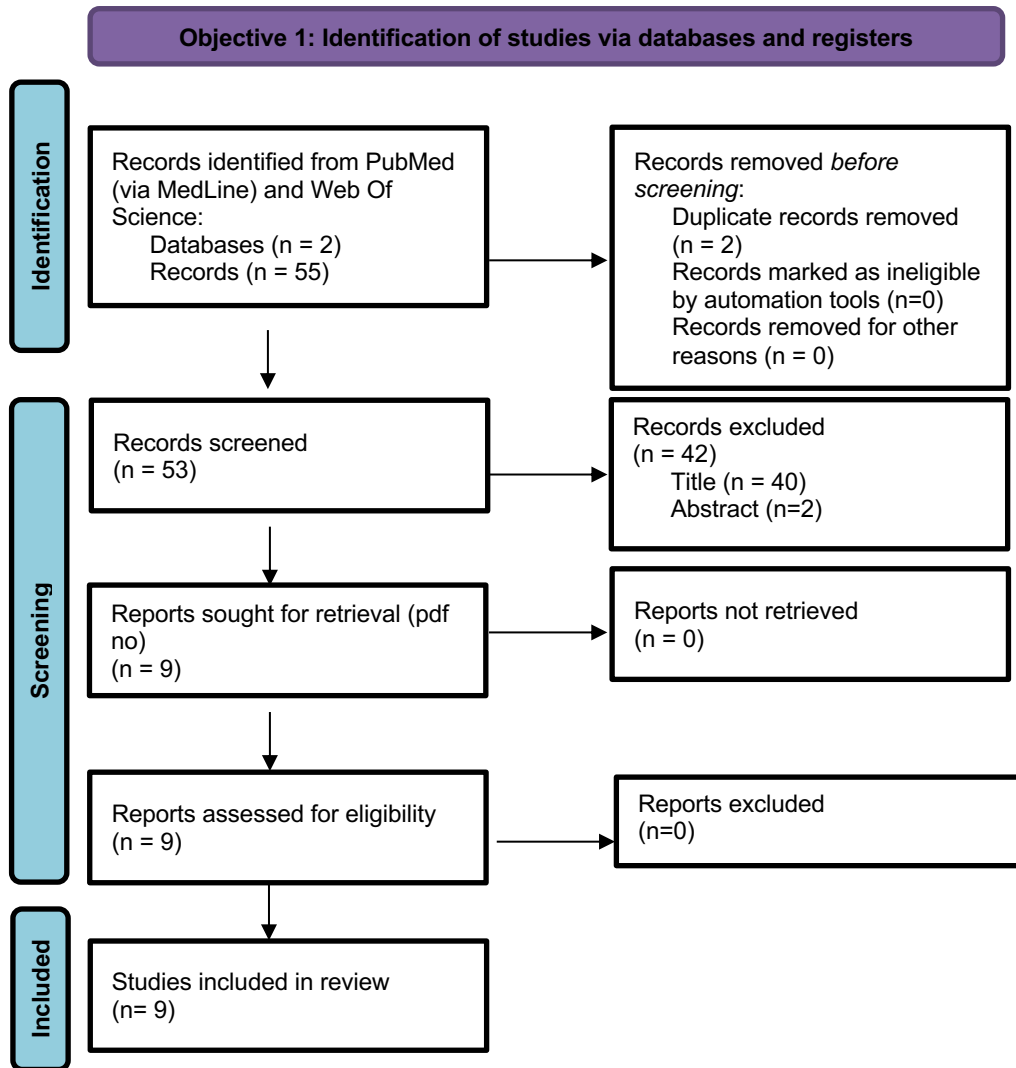 Objective 1: Identification of studies via databases and registers
Identification
Records identified from PubMed
(via MedLine) and Web Of
Science:
Databases (n = 2)
Records (n = 55)
Records removed before
screening:
Duplicate records removed
(n = 2)
Records marked as ineligible
by automation tools (n=0)
Records removed for other
reasons (n = 0)
Screening
Records screened
(n = 53)
Records excluded
(n = 42)
Title (n = 40)
Abstract (n=2)
Reports sought for retrieval (pdf
no)
(n = 9)
Reports not retrieved
(n = 0)
Reports assessed for eligibility
(n = 9)
Reports excluded
(n=0)
Included
Studies included in review
(n= 9)